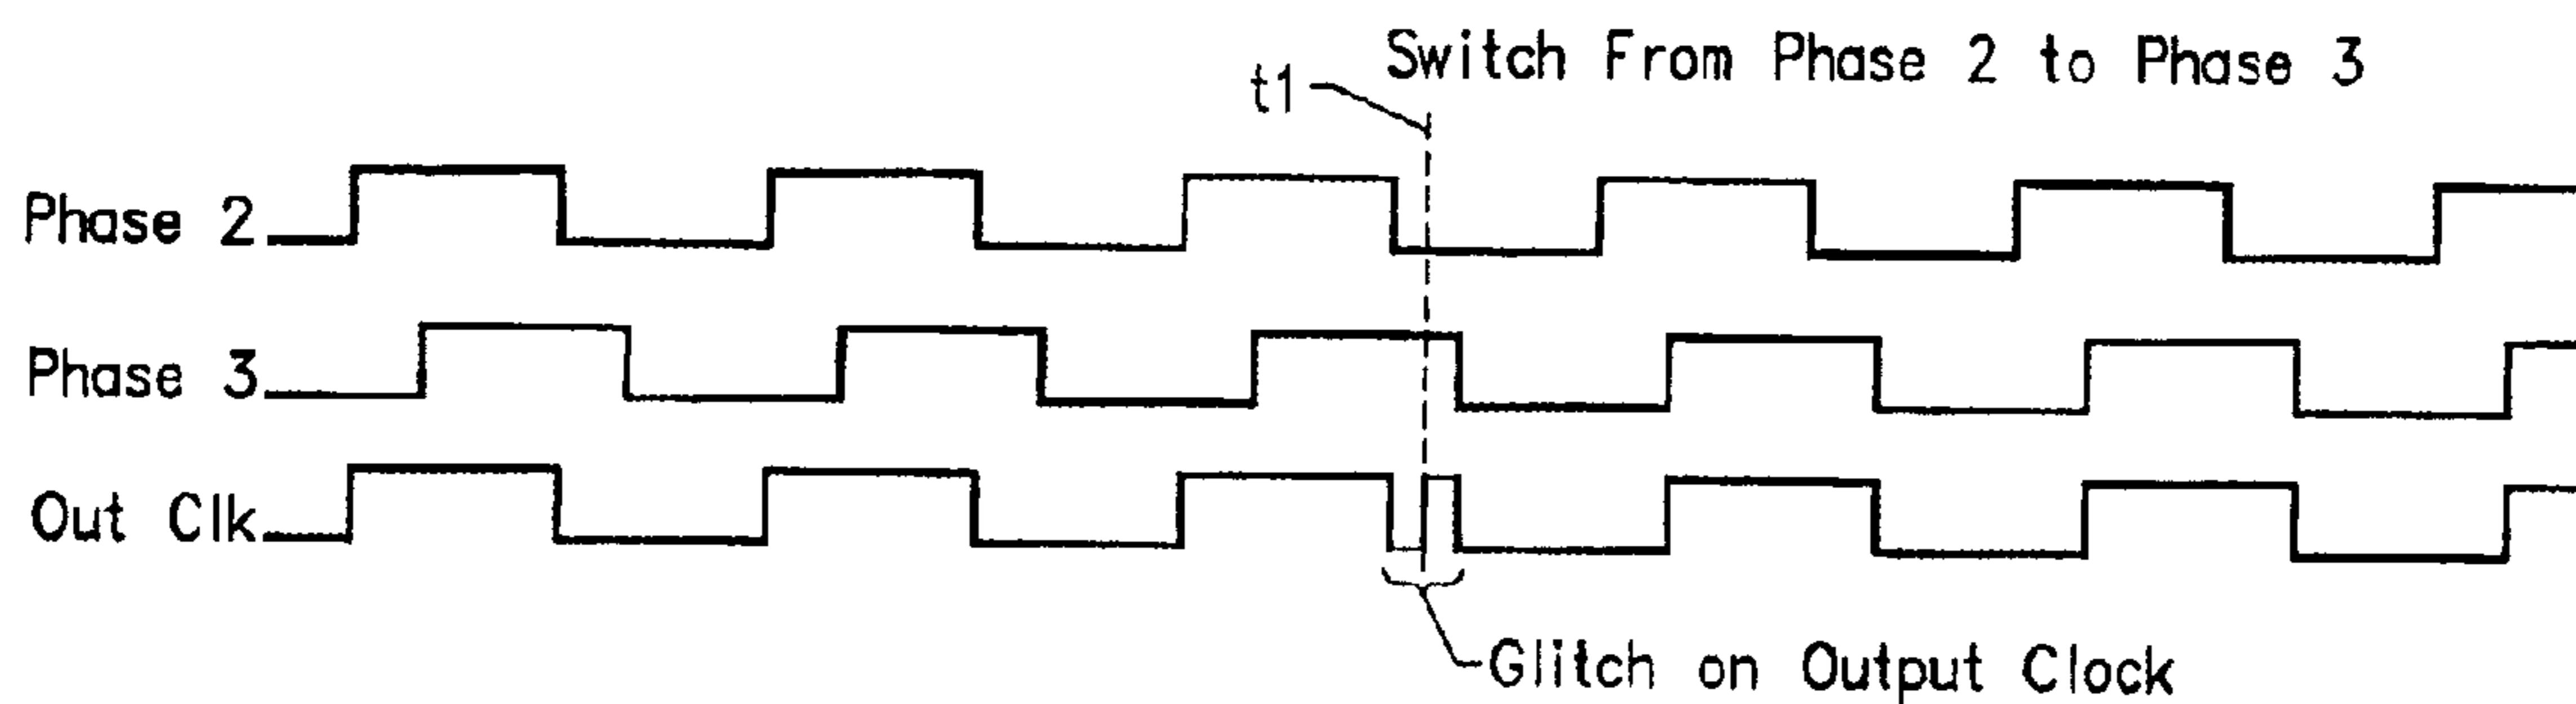 Switch From Phase 2 to Phase 3
t1
Phase 2
Phase 3
Out Clk
Glitch on Output Clock